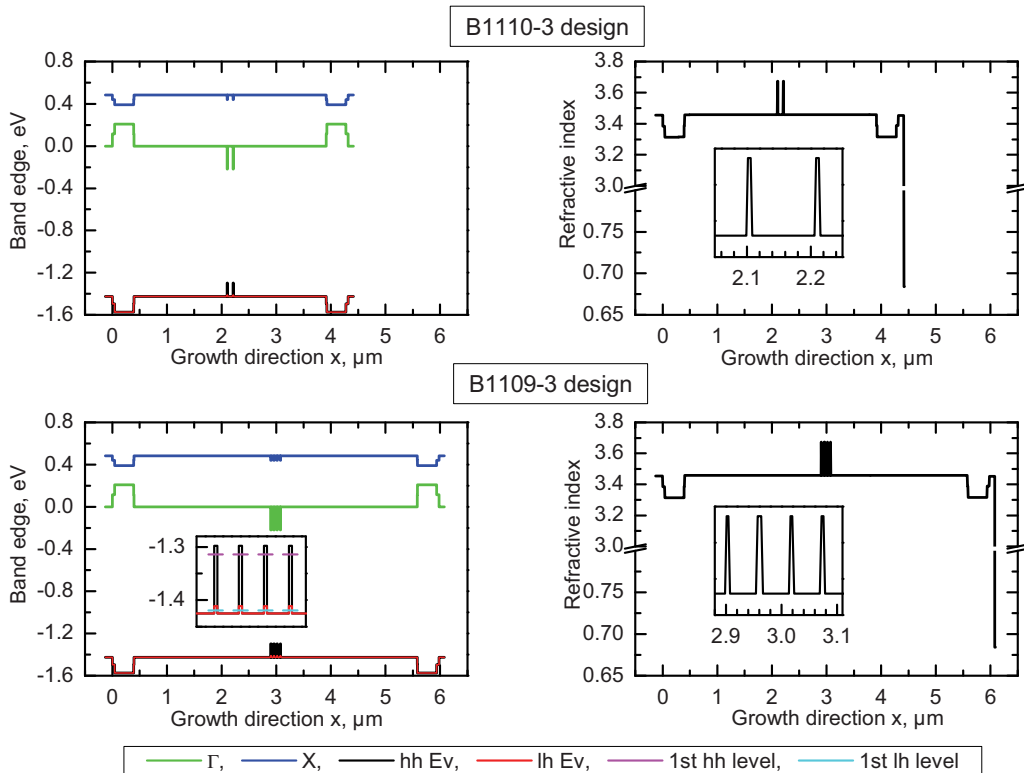 B1110-3 design
0.8
0.4
0.0
-0.4
-0.8
-1.2
-1.6
Band edge, eV
0 1 2 3 4 5 6
Growth direction x, µm
3.8
3.6
3.4
3.2
3.0
0.75
0.70
0.65
Refractive index
2.1 2.2
0 1 2 3 4 5 6
Growth direction x, µm
B1109-3 design
0.8
0.4
0.0
-0.4
-0.8
-1.2
-1.6
Band edge, eV
-1.3
-1.4
0 1 2 3 4 5 6
Growth direction x, µm
3.8
3.6
3.4
3.2
3.0
0.75
0.70
0.65
Refractive index
2.9 3.0 3.1
0 1 2 3 4 5 6
Growth direction x, µm
Γ, X, hh Ev, lh Ev, 1st hh level, 1st lh level